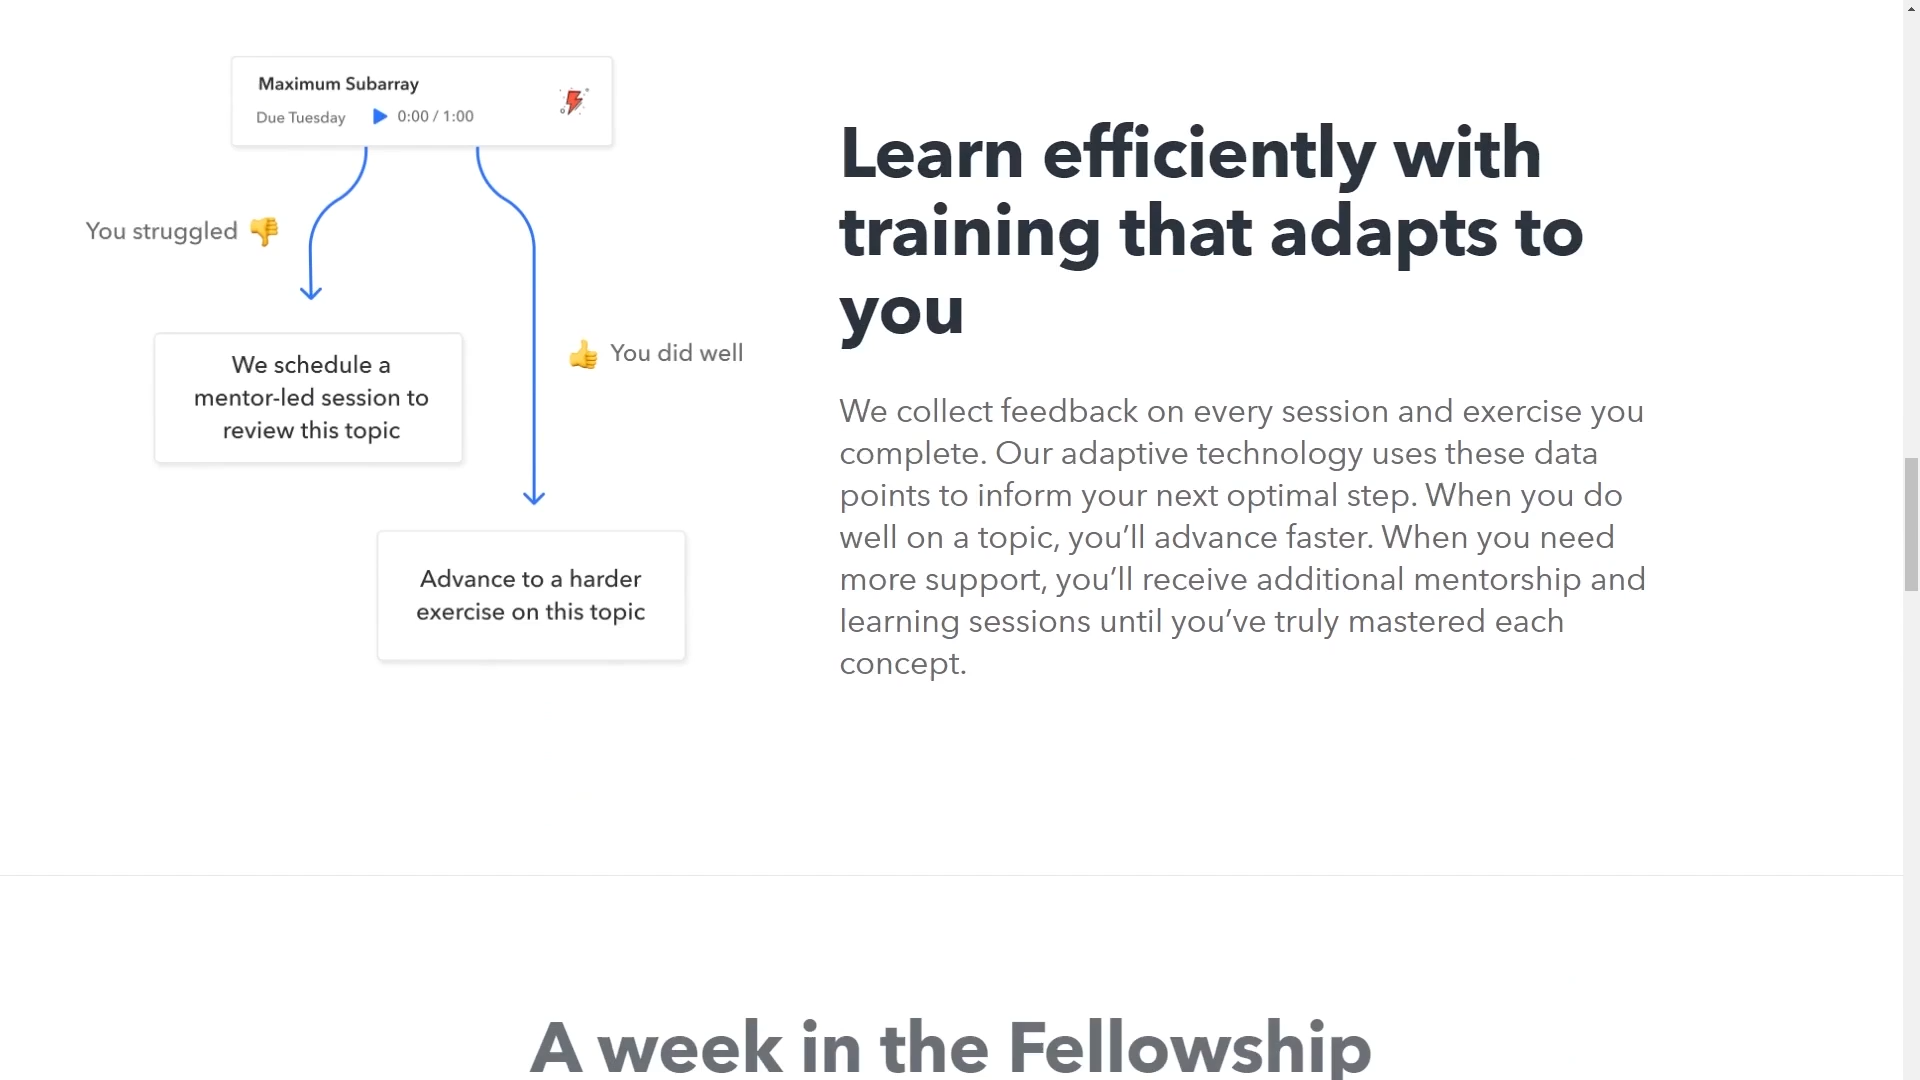 Maximum Subarray
Due Tuesday 0:00 / 1:00
You struggled
We schedule a
mentor-led session to
review this topic
You did well
Advance to a harder
exercise on this topic
Learn efficiently with
training that adapts to
you
We collect feedback on every session and exercise you
complete. Our adaptive technology uses these data
points to inform your next optimal step. When you do
well on a topic, you’ll advance faster. When you need
more support, you’ll receive additional mentorship and
learning sessions until you’ve truly mastered each
concept.
A week in the Fellowship